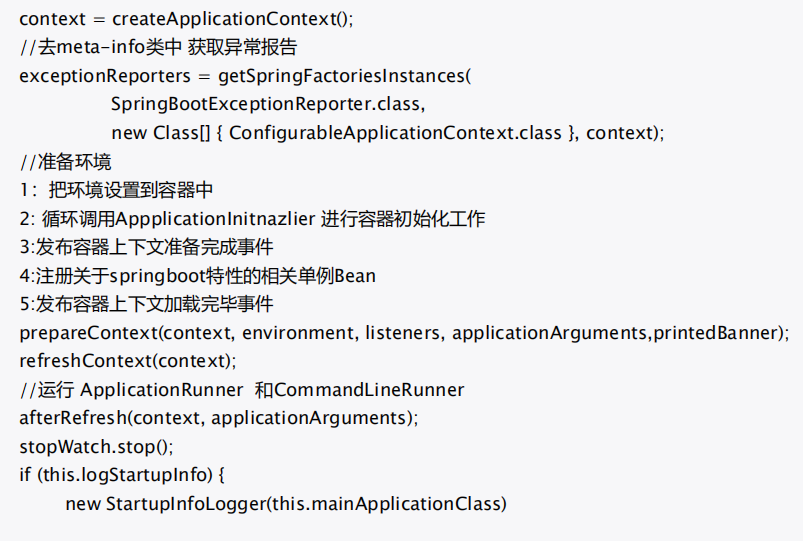 context = createApplicationContext();
//去meta-info类中 获取异常报告
exceptionReporters = getSpringFactoriesInstances(
SpringBootExceptionReporter.class,
new Class[] { ConfigurableApplicationContext.class }, context);
//准备环境
1：把环境设置到容器中
2: 循环调用AppplicationInitnazlier 进行容器初始化工作
3:发布容器上下文准备完成事件
4:注册关于springboot特性的相关单例Bean
5:发布容器上下文加载完毕事件
prepareContext(context, environment, listeners, applicationArguments,printedBanner);
refreshContext(context);
//运行 ApplicationRunner 和CommandLineRunner
afterRefresh(context, applicationArguments);
stopWatch.stop();
if (this.logStartupInfo) {
new StartupInfoLogger(this.mainApplicationClass)